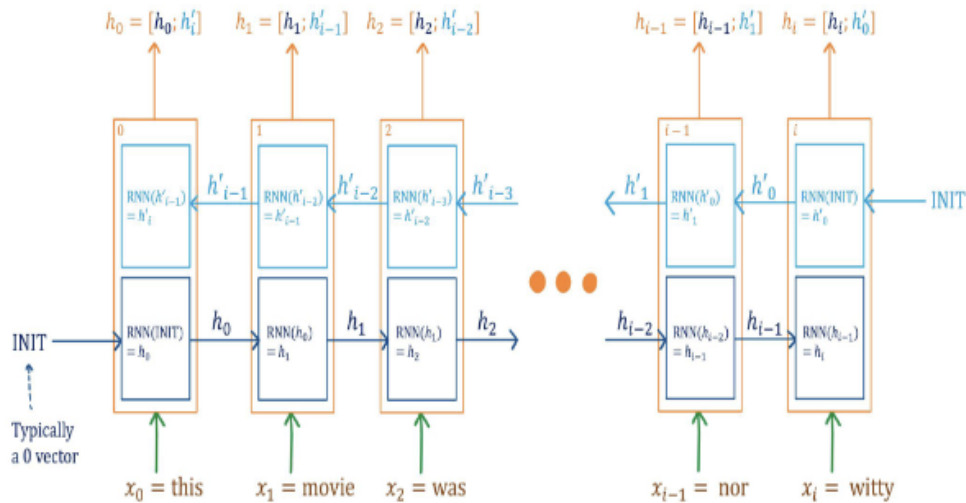 h₀ = [h₀; h′ᵢ] h₁ = [h₁; h′ᵢ₋₁] h₂ = [h₂; h′ᵢ₋₂] hᵢ₋₁ = [hᵢ₋₁; h′₁] hᵢ = [hᵢ; h′₀]
0 1 2 i−1 i
h′ᵢ₋₁ h′ᵢ₋₂ h′ᵢ₋₃ h′₁ h′₀
RNN(h′ᵢ₋₁) RNN(h′ᵢ₋₂) RNN(h′ᵢ₋₃) RNN(h′₀) RNN(INIT) INIT
= h′ᵢ = h′ᵢ₋₁ = h′ᵢ₋₂ = h′₁ = h′₀
h₀ h₁ h₂ hᵢ₋₂ hᵢ₋₁
INIT RNN(INIT) RNN(h₀) RNN(h₁) RNN(hᵢ₋₂) RNN(hᵢ₋₁)
= h₀ = h₁ = h₂ = hᵢ₋₁ = hᵢ
Typically
a 0 vector
x₀ = this x₁ = movie x₂ = was xᵢ₋₁ = nor xᵢ = witty